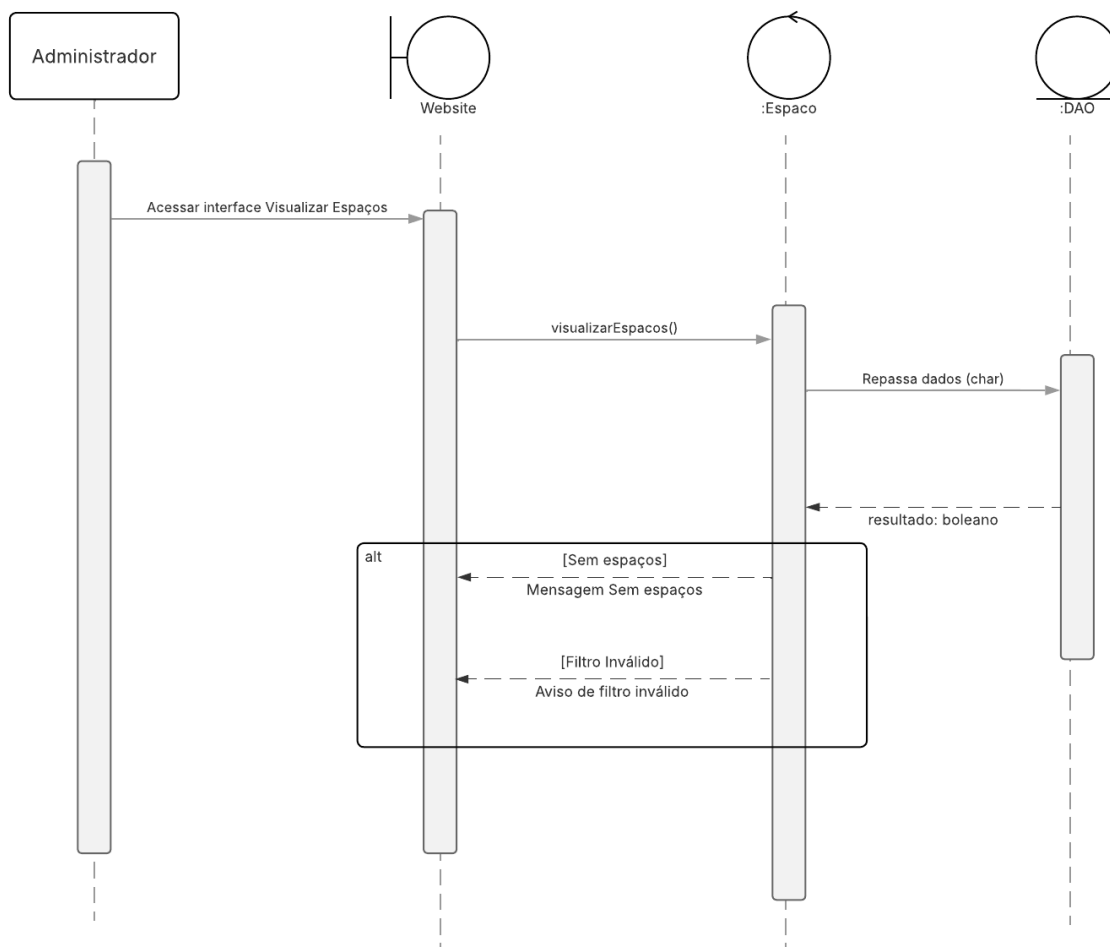 Administrador
Website
:Espaco
:DAO
Acessar interface Visualizar Espaços
visualizarEspacos()
Repassa dados (char)
resultado: boleano
alt
[Sem espaços]
Mensagem Sem espaços
[Filtro Inválido]
Aviso de filtro inválido